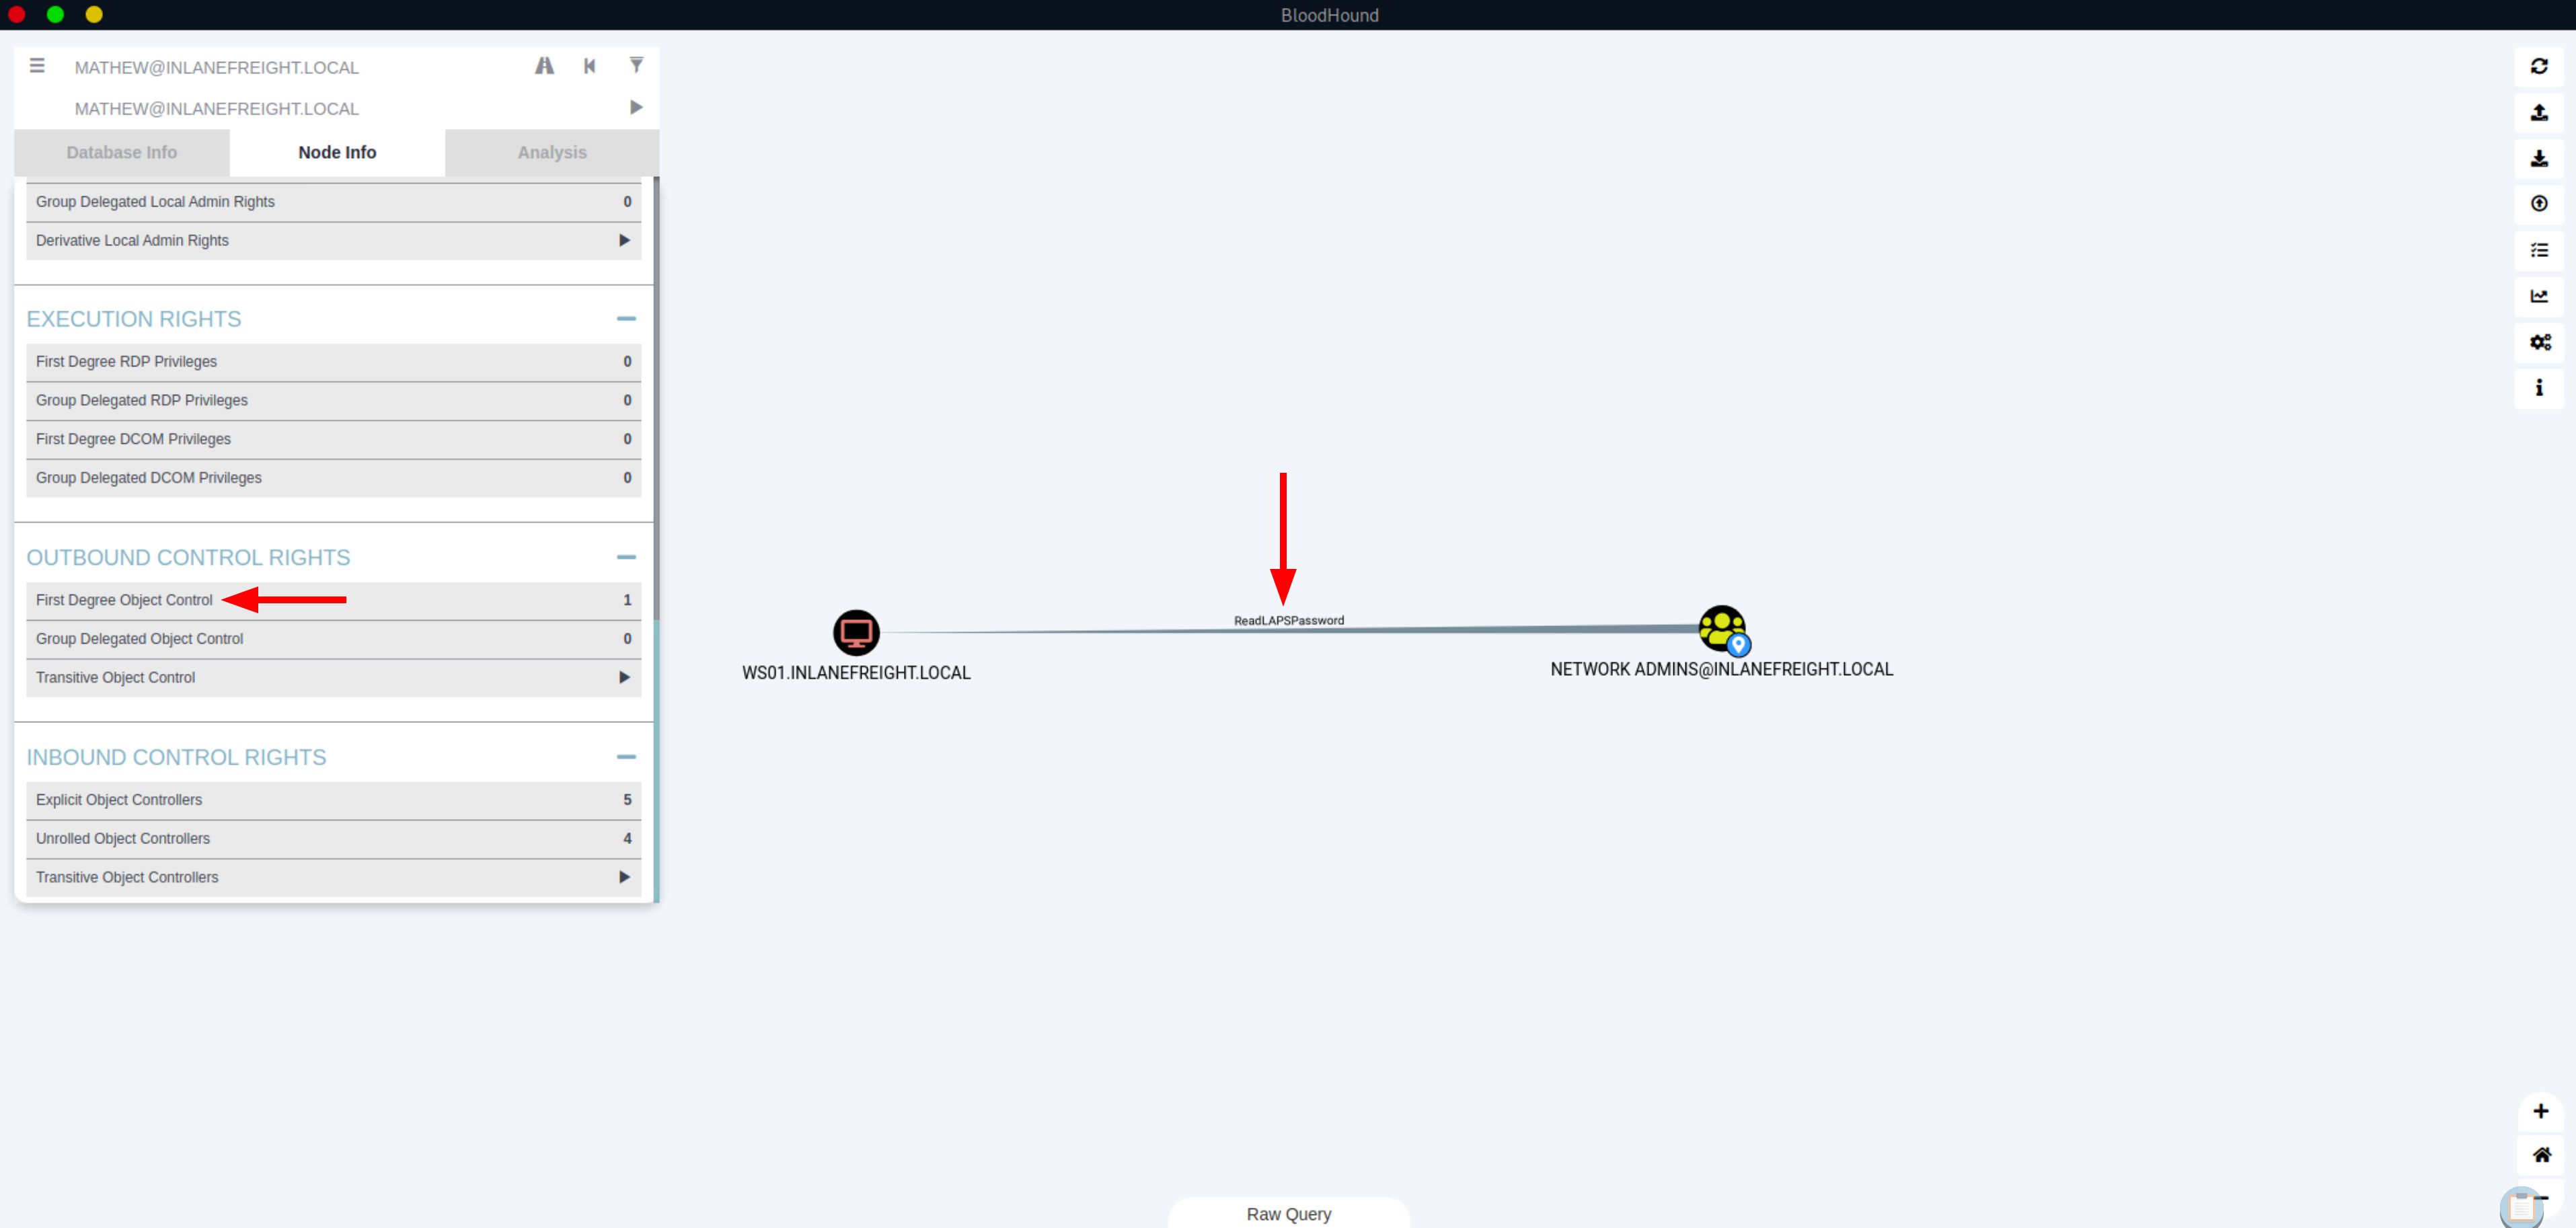 BloodHound
MATHEW@INLANEFREIGHT.LOCAL
MATHEW@INLANEFREIGHT.LOCAL
Database Info
Node Info
Analysis
Group Delegated Local Admin Rights 0
Derivative Local Admin Rights
EXECUTION RIGHTS
First Degree RDP Privileges 0
Group Delegated RDP Privileges 0
First Degree DCOM Privileges 0
Group Delegated DCOM Privileges 0
OUTBOUND CONTROL RIGHTS
First Degree Object Control 1
Group Delegated Object Control 0
Transitive Object Control
INBOUND CONTROL RIGHTS
Explicit Object Controllers 5
Unrolled Object Controllers 4
Transitive Object Controllers
ReadLAPSPassword
WS01.INLANEFREIGHT.LOCAL
NETWORK ADMINS@INLANEFREIGHT.LOCAL
Raw Query